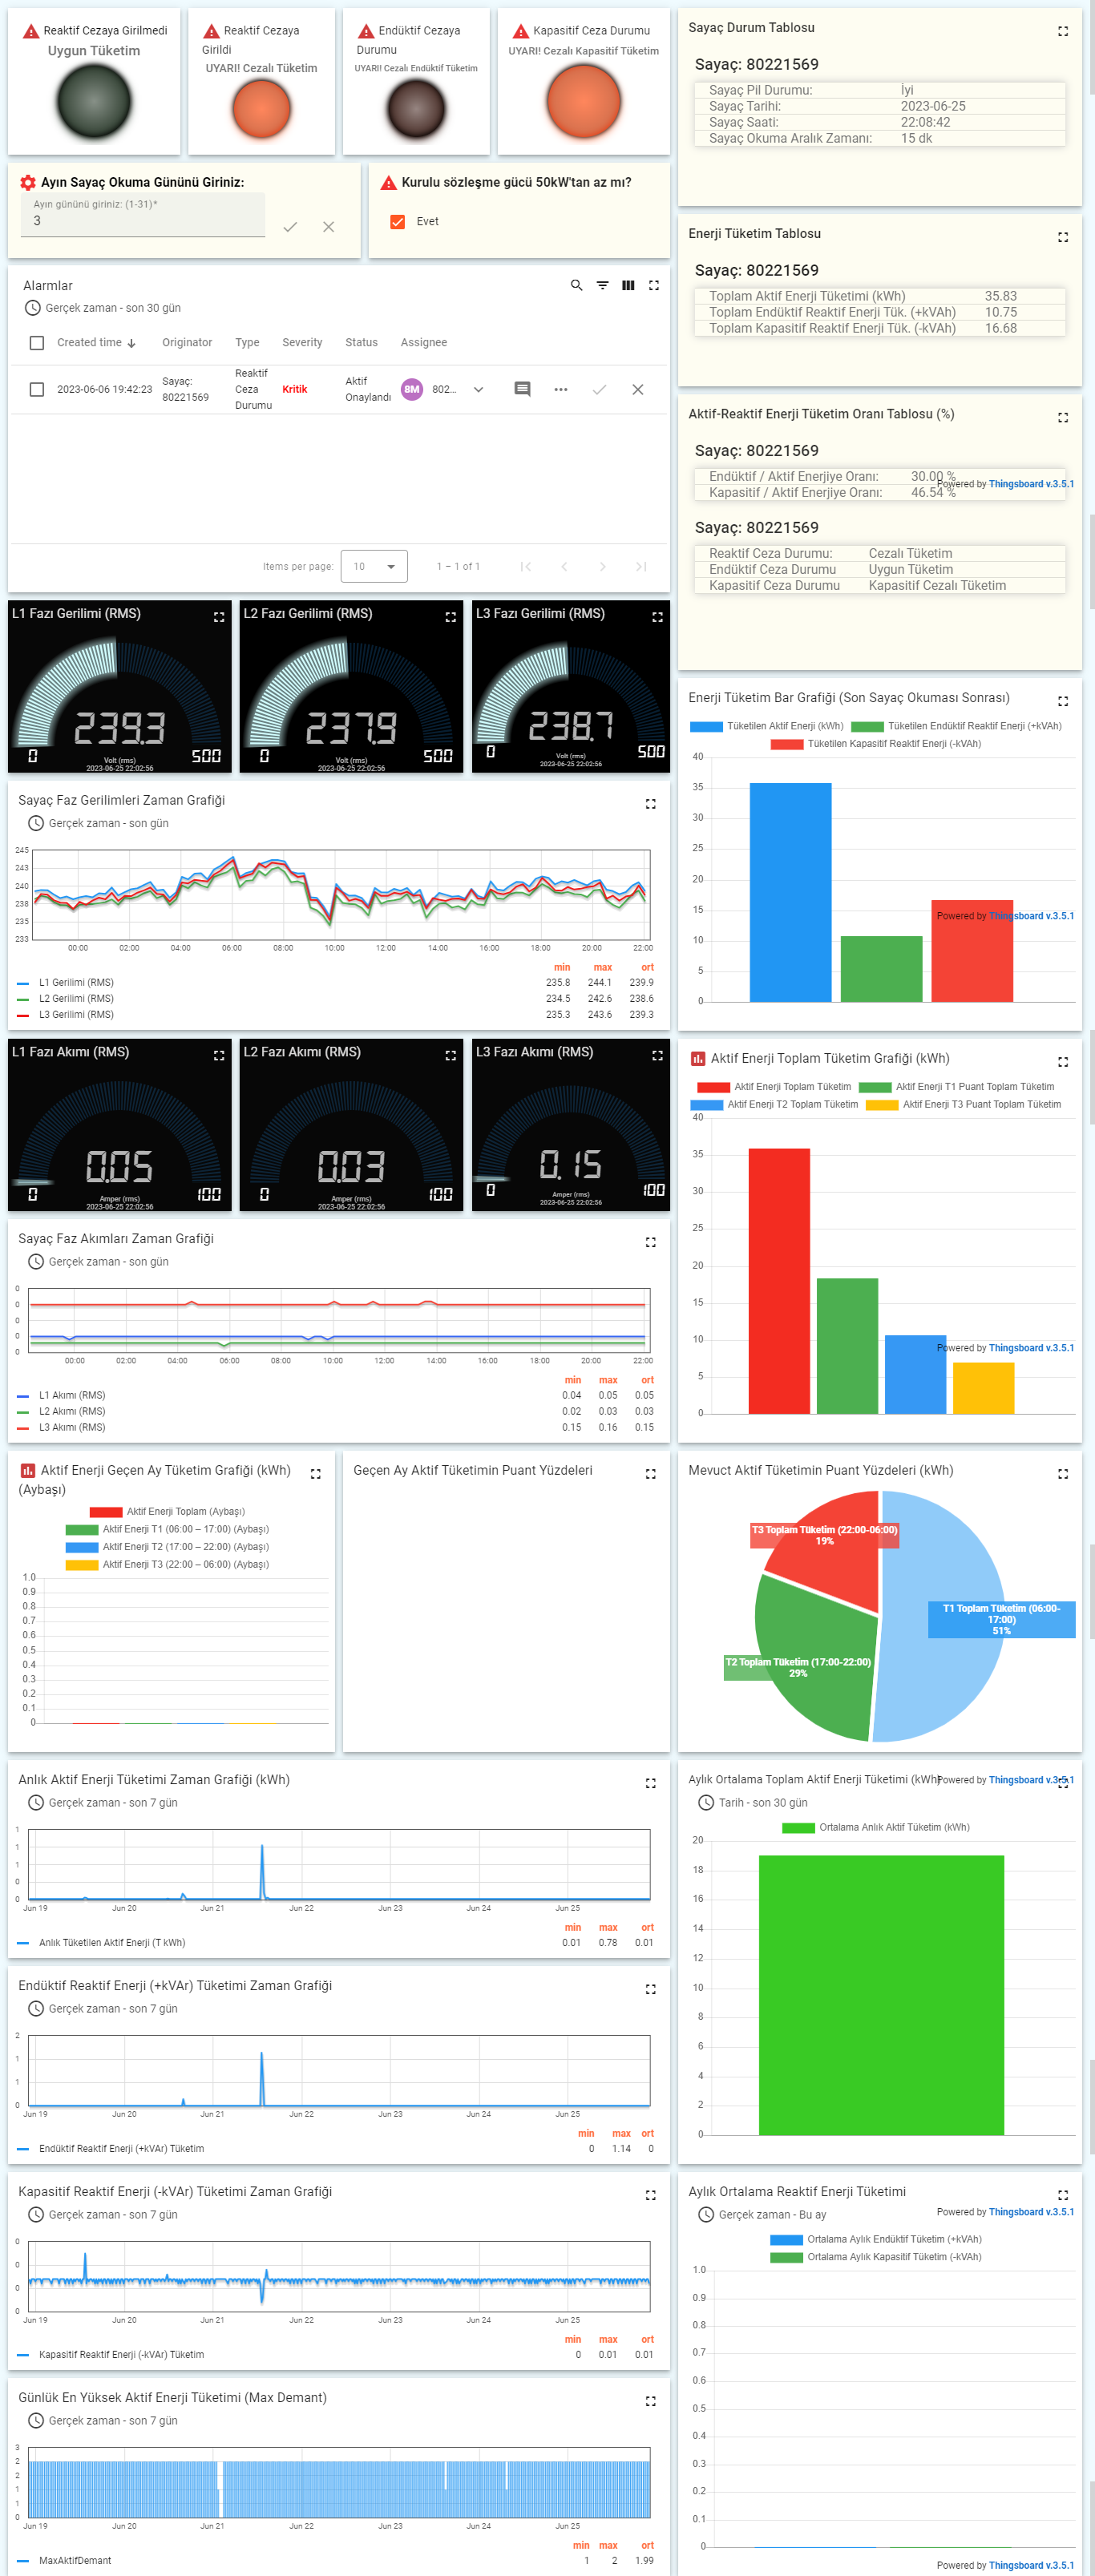 Reaktif Cezaya Girilmedi
Uygun Tüketim
Reaktif Cezaya
Girildi
UYARI! Cezalı Tüketim
Endüktif Cezaya
Durumu
UYARI! Cezalı Endüktif Tüketim
Kapasitif Ceza Durumu
UYARI! Cezalı Kapasitif Tüketim
Sayaç Durum Tablosu
Sayaç: 80221569
Sayaç Pil Durumu: İyi
Sayaç Tarihi: 2023-06-25
Sayaç Saati: 22:08:42
Sayaç Okuma Aralık Zamanı: 15 dk
Ayın Sayaç Okuma Gününü Giriniz:
Ayın gününü giriniz: (1-31)*
3
Kurulu sözleşme gücü 50kW'tan az mı?
Evet
Enerji Tüketim Tablosu
Sayaç: 80221569
Toplam Aktif Enerji Tüketimi (kWh) 35.83
Toplam Endüktif Reaktif Enerji Tük. (+kVAh) 10.75
Toplam Kapasitif Reaktif Enerji Tük. (-kVAh) 16.68
Alarmlar
Gerçek zaman - son 30 gün
Created time Originator Type Severity Status Assignee
2023-06-06 19:42:23 Sayaç: 80221569 Reaktif Ceza Durumu Kritik Aktif Onaylandı 8M 802...
Items per page: 10 1 – 1 of 1
Aktif-Reaktif Enerji Tüketim Oranı Tablosu (%)
Sayaç: 80221569
Endüktif / Aktif Enerjiye Oranı: 30.00 %
Kapasitif / Aktif Enerjiye Oranı: 46.54 %
Powered by Thingsboard v.3.5.1
Sayaç: 80221569
Reaktif Ceza Durumu: Cezalı Tüketim
Endüktif Ceza Durumu Uygun Tüketim
Kapasitif Ceza Durumu Kapasitif Cezalı Tüketim
L1 Fazı Gerilimi (RMS)
239.3
0 500
Volt (rms)
2023-06-25 22:02:56
L2 Fazı Gerilimi (RMS)
237.9
0 500
Volt (rms)
2023-06-25 22:02:56
L3 Fazı Gerilimi (RMS)
238.7
0 500
Volt (rms)
2023-06-25 22:02:56
Enerji Tüketim Bar Grafiği (Son Sayaç Okuması Sonrası)
Tüketilen Aktif Enerji (kWh) Tüketilen Endüktif Reaktif Enerji (+kVAh)
Tüketilen Kapasitif Reaktif Enerji (-kVAh)
40
35
30
25
20
15
10
5
0
Powered by Thingsboard v.3.5.1
Sayaç Faz Gerilimleri Zaman Grafiği
Gerçek zaman - son gün
245
243
240
238
235
233
00:00 02:00 04:00 06:00 08:00 10:00 12:00 14:00 16:00 18:00 20:00 22:00
min max ort
L1 Gerilimi (RMS) 235.8 244.1 239.9
L2 Gerilimi (RMS) 234.5 242.6 238.6
L3 Gerilimi (RMS) 235.3 243.6 239.3
L1 Fazı Akımı (RMS)
0.05
0 100
Amper (rms)
2023-06-25 22:02:56
L2 Fazı Akımı (RMS)
0.03
0 100
Amper (rms)
2023-06-25 22:02:56
L3 Fazı Akımı (RMS)
0.15
0 100
Amper (rms)
2023-06-25 22:02:56
Aktif Enerji Toplam Tüketim Grafiği (kWh)
Aktif Enerji Toplam Tüketim Aktif Enerji T1 Puant Toplam Tüketim
Aktif Enerji T2 Toplam Tüketim Aktif Enerji T3 Puant Toplam Tüketim
40
35
30
25
20
15
10
5
0
Powered by Thingsboard v.3.5.1
Sayaç Faz Akımları Zaman Grafiği
Gerçek zaman - son gün
0
0
0
0
0
00:00 02:00 04:00 06:00 08:00 10:00 12:00 14:00 16:00 18:00 20:00 22:00
min max ort
L1 Akımı (RMS) 0.04 0.05 0.05
L2 Akımı (RMS) 0.02 0.03 0.03
L3 Akımı (RMS) 0.15 0.16 0.15
Aktif Enerji Geçen Ay Tüketim Grafiği (kWh)
(Aybaşı)
Aktif Enerji Toplam (Aybaşı)
Aktif Enerji T1 (06:00 – 17:00) (Aybaşı)
Aktif Enerji T2 (17:00 – 22:00) (Aybaşı)
Aktif Enerji T3 (22:00 – 06:00) (Aybaşı)
1.0
0.9
0.8
0.7
0.6
0.5
0.4
0.3
0.2
0.1
0
Geçen Ay Aktif Tüketimin Puant Yüzdeleri
Mevuct Aktif Tüketimin Puant Yüzdeleri (kWh)
T3 Toplam Tüketim (22:00-06:00)
19%
T1 Toplam Tüketim (06:00-
17:00)
51%
T2 Toplam Tüketim (17:00-22:00)
29%
Anlık Aktif Enerji Tüketimi Zaman Grafiği (kWh)
Gerçek zaman - son 7 gün
1
1
1
0
0
Jun 19 Jun 20 Jun 21 Jun 22 Jun 23 Jun 24 Jun 25
min max ort
Anlık Tüketilen Aktif Enerji (T kWh) 0.01 0.78 0.01
Aylık Ortalama Toplam Aktif Enerji Tüketimi (kWh)
Powered by Thingsboard v.3.5.1
Tarih - son 30 gün
Ortalama Anlık Aktif Tüketim (kWh)
20
18
16
14
12
10
8
6
4
2
0
Endüktif Reaktif Enerji (+kVAr) Tüketimi Zaman Grafiği
Gerçek zaman - son 7 gün
2
1
1
0
Jun 19 Jun 20 Jun 21 Jun 22 Jun 23 Jun 24 Jun 25
min max ort
Endüktif Reaktif Enerji (+kVAr) Tüketim 0 1.14 0
Kapasitif Reaktif Enerji (-kVAr) Tüketimi Zaman Grafiği
Gerçek zaman - son 7 gün
0
0
0
0
Jun 19 Jun 20 Jun 21 Jun 22 Jun 23 Jun 24 Jun 25
min max ort
Kapasitif Reaktif Enerji (-kVAr) Tüketim 0 0.01 0.01
Aylık Ortalama Reaktif Enerji Tüketimi
Gerçek zaman - Bu ay
Powered by Thingsboard v.3.5.1
Ortalama Aylık Endüktif Tüketim (+kVAh)
Ortalama Aylık Kapasitif Tüketim (-kVAh)
1.0
0.9
0.8
0.7
0.6
0.5
0.4
0.3
0.2
0.1
0
Powered by Thingsboard v.3.5.1
Günlük En Yüksek Aktif Enerji Tüketimi (Max Demant)
Gerçek zaman - son 7 gün
3
2
2
1
1
0
Jun 19 Jun 20 Jun 21 Jun 22 Jun 23 Jun 24 Jun 25
min max ort
MaxAktifDemant 1 2 1.99